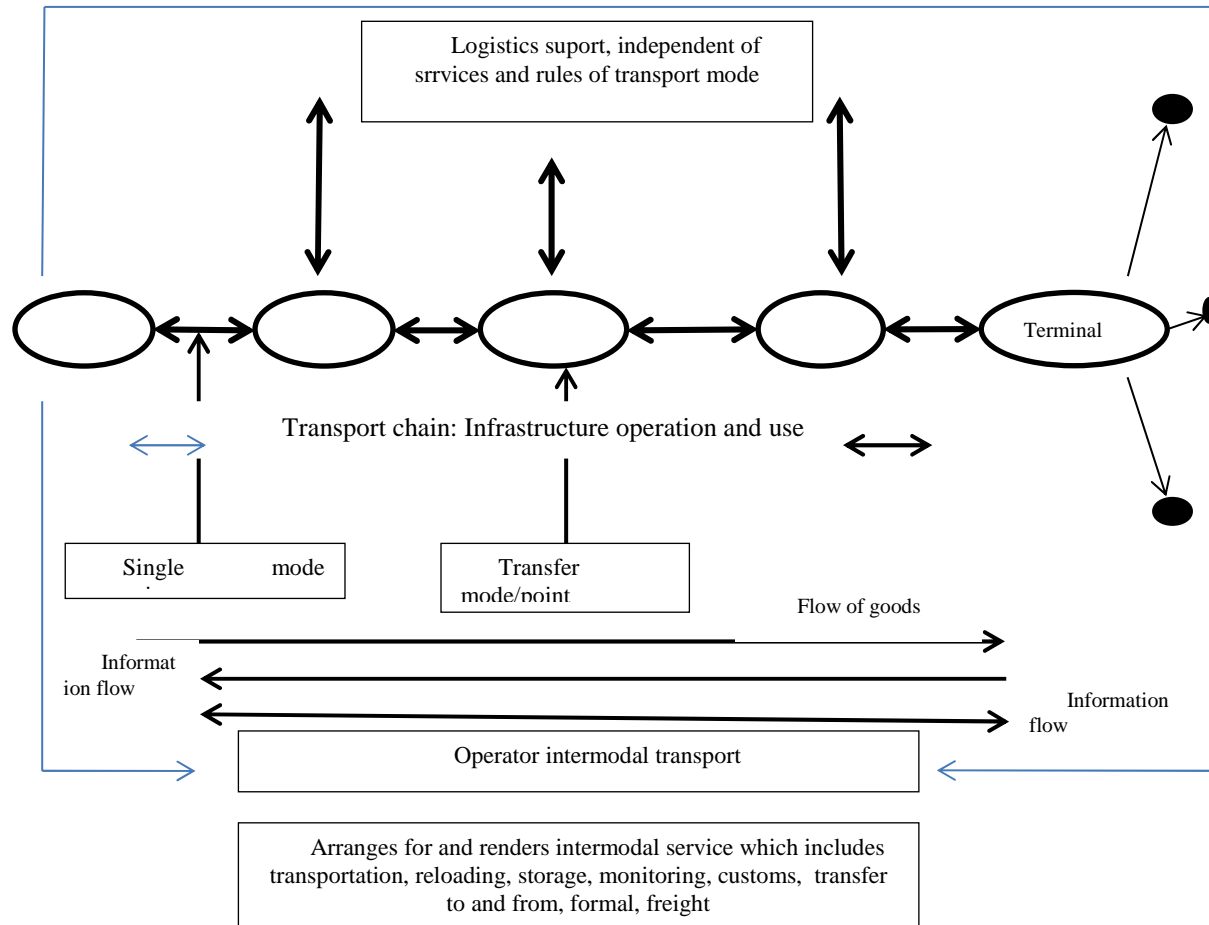 Logistics suport, independent of
srrvices and rules of transport mode
Terminal
Transport chain: Infrastructure operation and use
Single mode
Transfer
mode/point
Flow of goods
Informat
ion flow
Information
flow
Operator intermodal transport
Arranges for and renders intermodal service which includes
transportation, reloading, storage, monitoring, customs, transfer
to and from, formal, freight